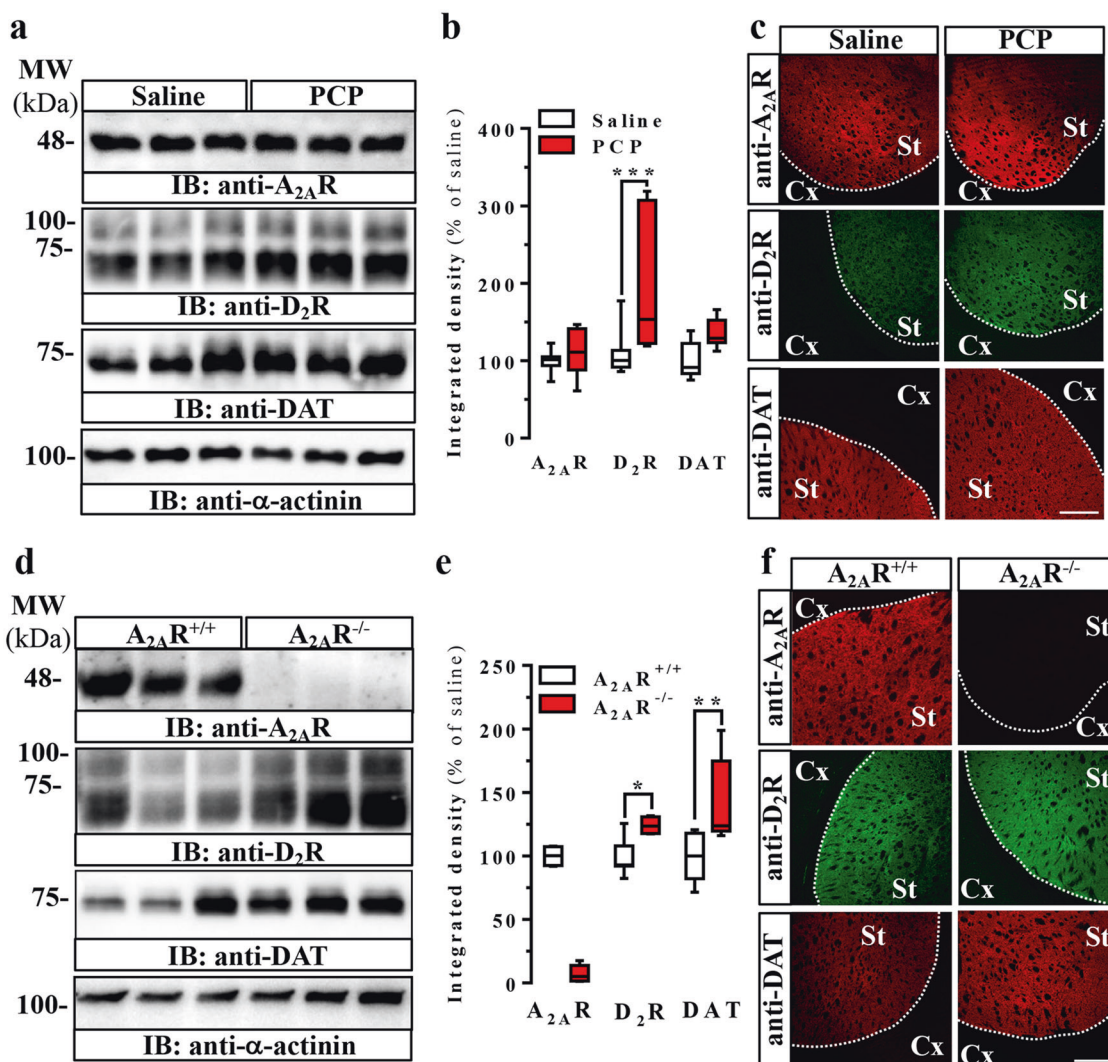 a
MW
(kDa)
Saline PCP
48-
IB: anti-A2AR
100-
75-
IB: anti-D2R
75-
IB: anti-DAT
100-
IB: anti-α-actinin
b
Integrated density (% of saline)
400
350
300
250
200
150
100
50
0
Saline
PCP
***
A2AR D2R DAT
c
Saline PCP
anti-A2AR
St
Cx
St
Cx
anti-D2R
St
Cx
St
Cx
anti-DAT
Cx
St
Cx
St
d
MW
(kDa)
A2AR+/+ A2AR-/-
48-
IB: anti-A2AR
100-
75-
IB: anti-D2R
75-
IB: anti-DAT
100-
IB: anti-α-actinin
e
Integrated density (% of saline)
250
200
150
100
50
0
A2AR+/+
A2AR-/-
*
**
A2AR D2R DAT
f
A2AR+/+ A2AR-/-
anti-A2AR
Cx
St
St
Cx
anti-D2R
Cx
St
St
Cx
anti-DAT
St
Cx
St
Cx